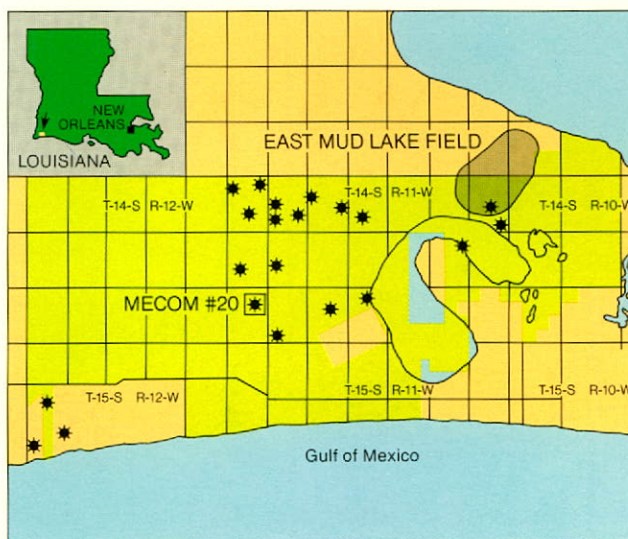 NEW
ORLEANS
LOUISIANA
EAST MUD LAKE FIELD
T-14-S R-12-W
T-14-S R-11-W
T-14-S R-10-W
MECOM #20
T-15-S R-12-W
T-15-S R-11-W
T-15-S R-10-W
Gulf of Mexico